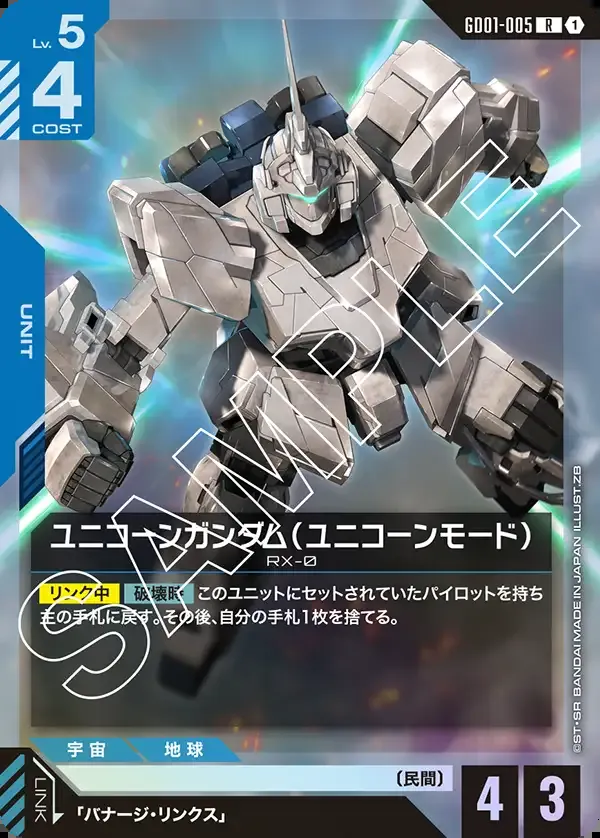 Lv. 5
4
COST
GD01-005 R 1
UNIT
SAMPLE
ユニコーンガンダム(ユニコーンモード)
RX-0
リンク中 破壊時 このユニットにセットされていたパイロットを持ち
主の手札に戻す。その後、自分の手札1枚を捨てる。
宇宙 地球
〔民間〕
LINK
「バナージ・リンクス」
4 3
©ST・SR BANDAI MADE IN JAPAN ILLUST.ZB